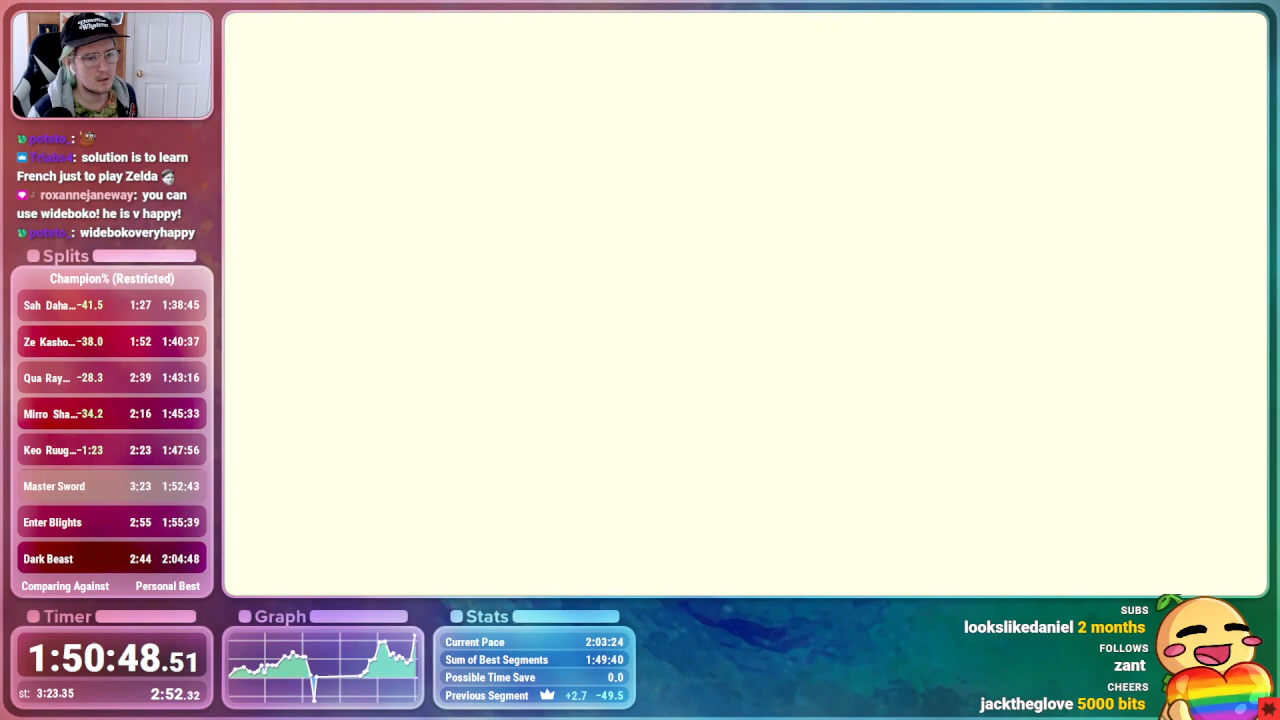 potsto_:
Triabs4: solution is to learn
French just to play Zelda
roxannejaneway: you can
use wideboko! he is v happy!
potsto_: widebokoveryhappy
Splits
Champion% (Restricted)
Sah Daha... -41.5 1:27 1:38:45
Ze Kasho... -38.0 1:52 1:40:37
Qua Ray... -28.3 2:39 1:43:16
Mirro Sha... -34.2 2:16 1:45:33
Keo Ruug... -1:23 2:23 1:47:56
Master Sword 3:23 1:52:43
Enter Blights 2:55 1:55:39
Dark Beast 2:44 2:04:48
Comparing Against Personal Best
Timer
1:50:48.51
st: 3:23.35 2:52.32
Graph
Stats
Current Pace 2:03:24
Sum of Best Segments 1:49:40
Possible Time Save 0.0
Previous Segment +2.7 -49.5
SUBS
lookslikedaniel 2 months
FOLLOWS
zant
CHEERS
jacktheglove 5000 bits